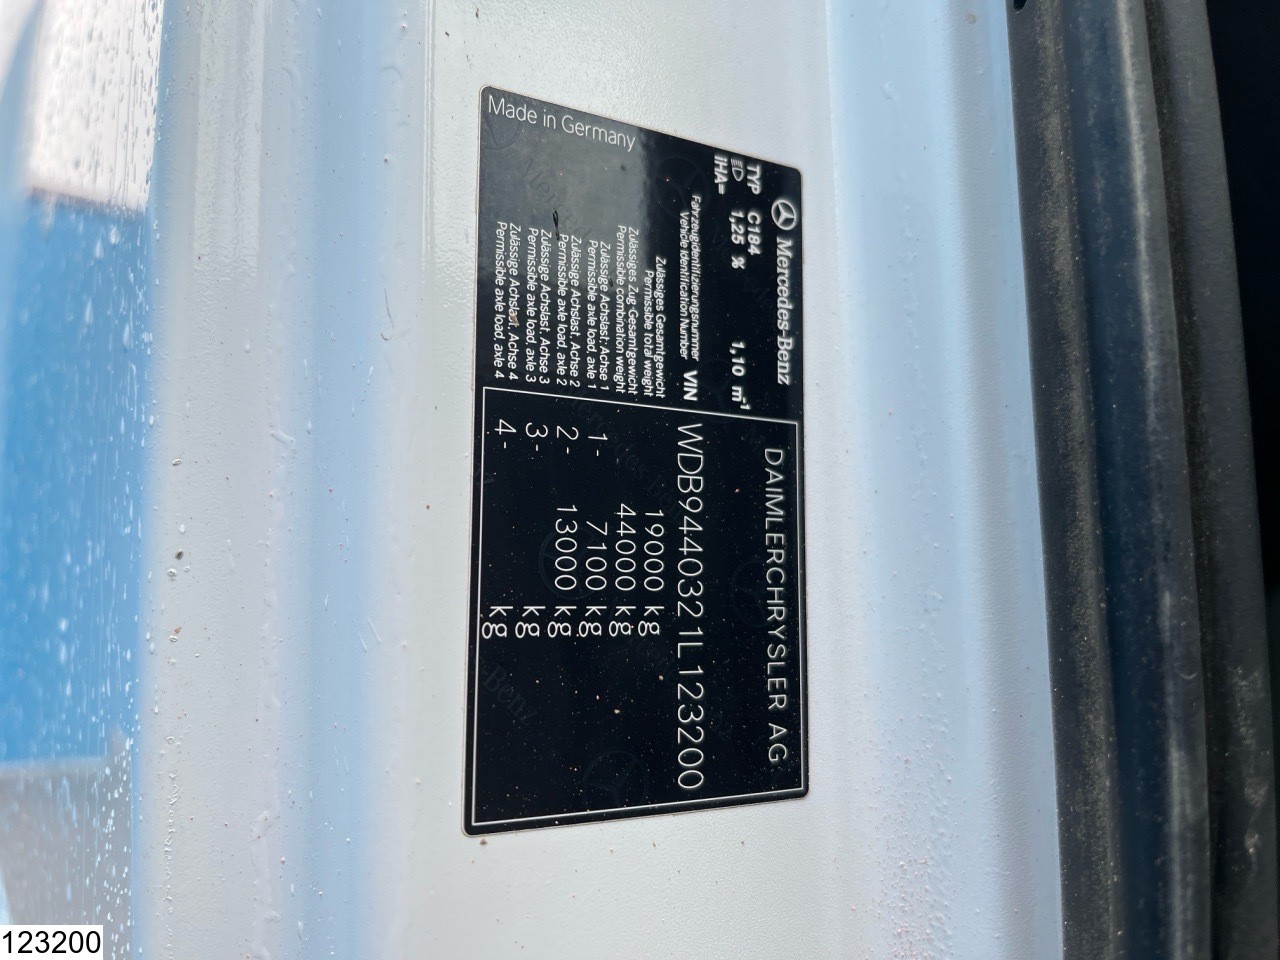 Mercedes-Benz
DAIMLERCHRYSLER AG
TYP C184
1,25 % 1,10 m-1
IHA=
Fahrzeugidentifizierungsnummer
Vehicle Identification Number VIN WDB9440321L123200
Zulässiges Gesamtgewicht
Permissible total weight 19000 kg
Zulässiges Zug-Gesamtgewicht
Permissible combination weight 44000 kg
Zulässige Achslast: Achse 1
Permissible axle load, axle 1 1- 7100 kg
Zulässige Achslast, Achse 2
Permissible axle load, axle 2 2- 13000 kg
Zulässige Achslast, Achse 3
Permissible axle load, axle 3 3- kg
Zulässige Achslast, Achse 4
Permissible axle load, axle 4 4- kg
Made in Germany
123200